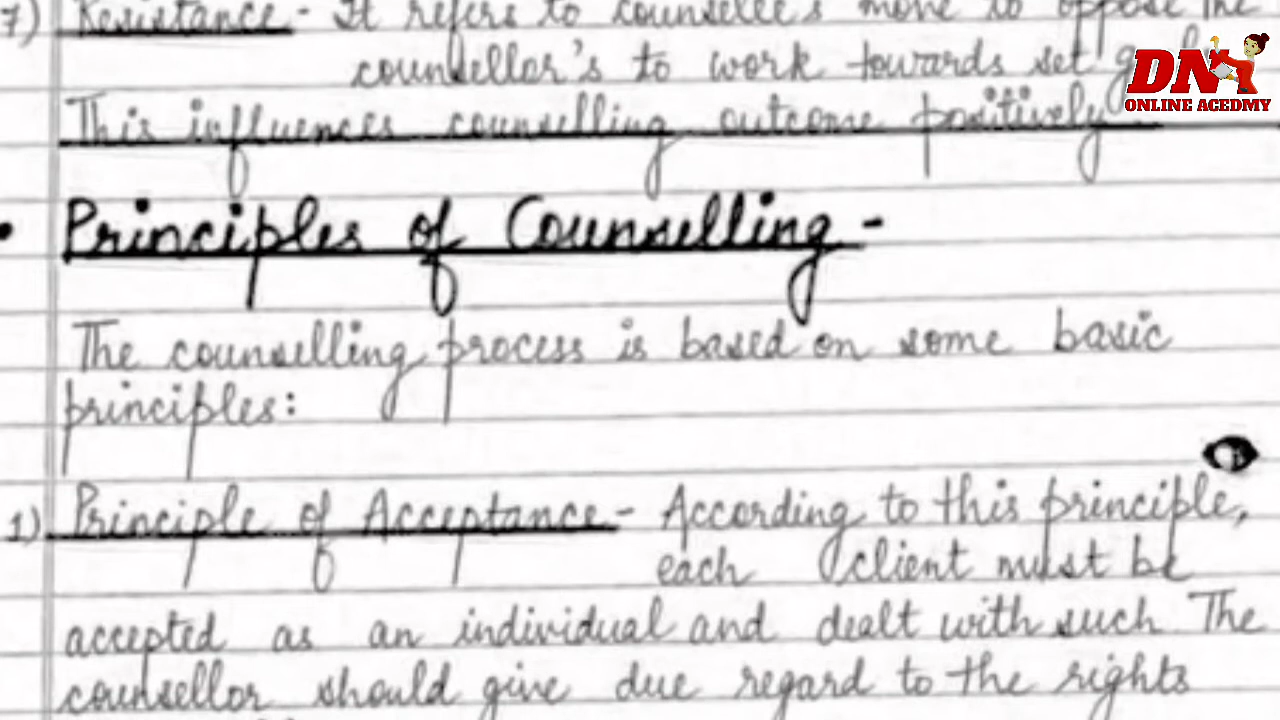 7) Resistance - It refers to counselle's move to oppose the
counsellor's to work towards set
DN
ONLINE ACEDMY
This influences counselling outcome positively.
• Principles of Counselling -
The counselling process is based on some basic
principles:
1) Principle of Acceptance - According to this principle,
each client must be
accepted as an individual and dealt with such The
counsellor should give due regard to the rights